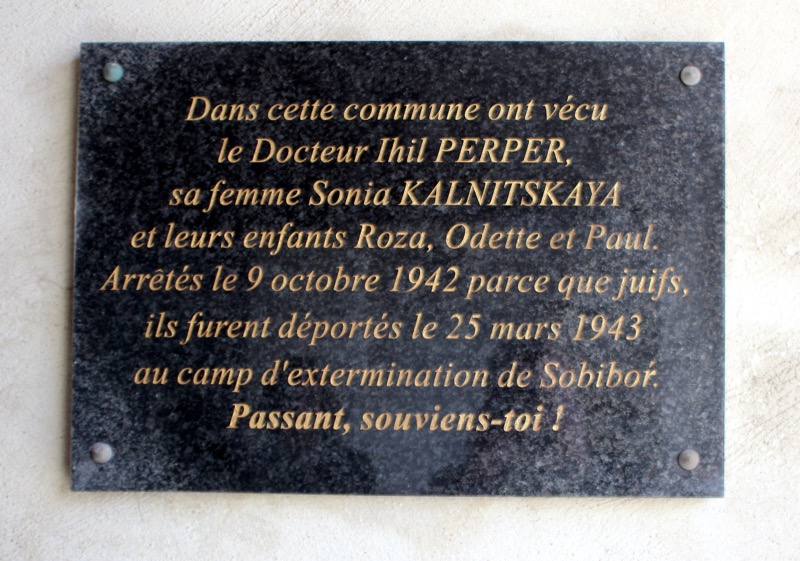 Dans cette commune ont vécu
le Docteur Ihil PERPER,
sa femme Sonia KALNITSKAYA
et leurs enfants Roza, Odette et Paul.
Arrêtés le 9 octobre 1942 parce que juifs,
ils furent déportés le 25 mars 1943
au camp d'extermination de Sobiboŕ.
Passant, souviens-toi !